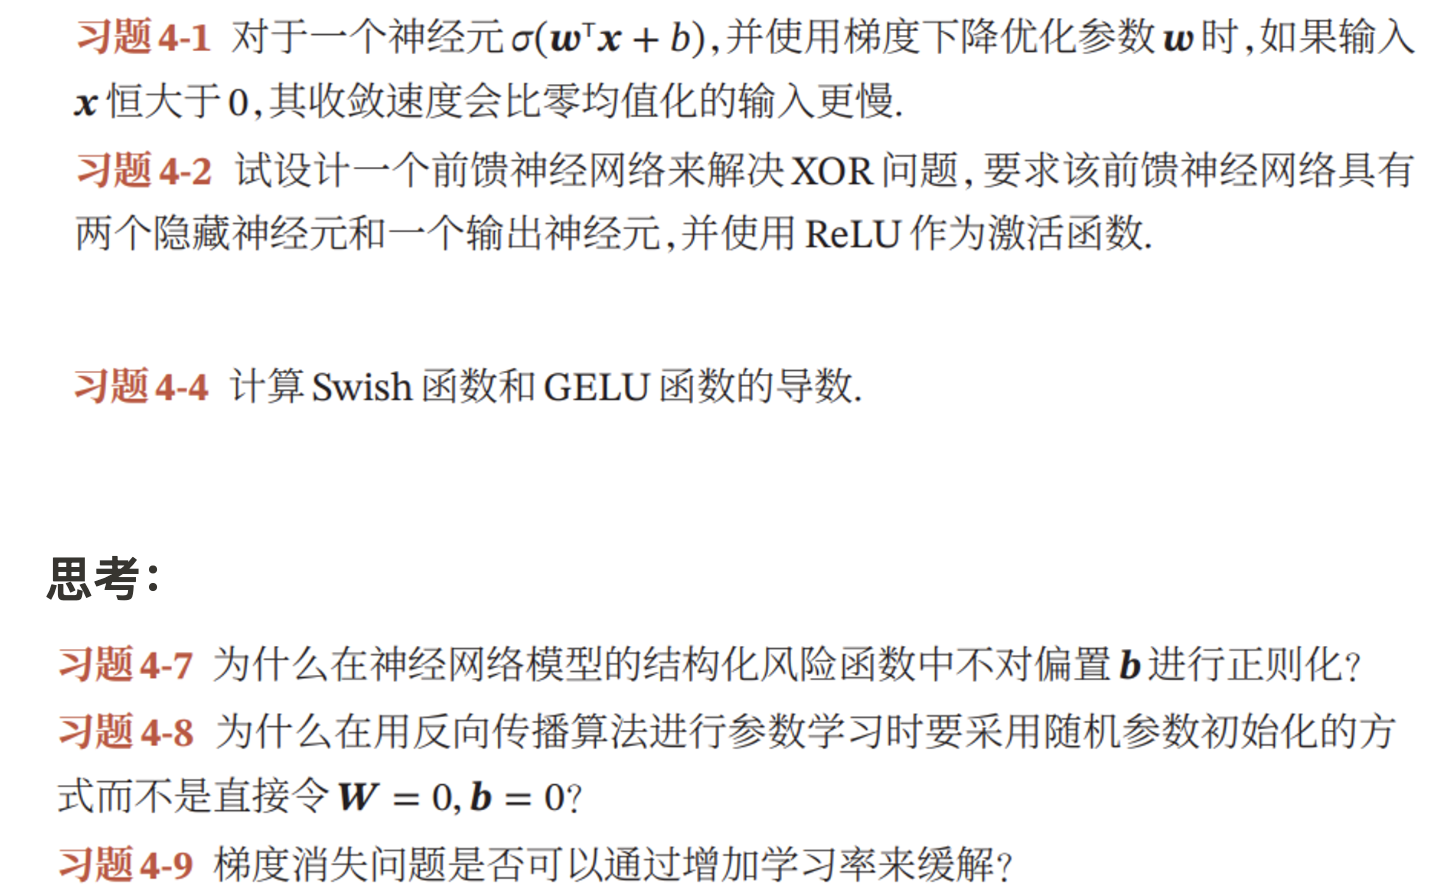 习题 4-1 对于一个神经元 σ(wᵀx + b),并使用梯度下降优化参数 w 时,如果输入
x 恒大于 0,其收敛速度会比零均值化的输入更慢.
习题 4-2 试设计一个前馈神经网络来解决 XOR 问题,要求该前馈神经网络具有
两个隐藏神经元和一个输出神经元,并使用 ReLU 作为激活函数.
习题 4-4 计算 Swish 函数和 GELU 函数的导数.
思考：
习题 4-7 为什么在神经网络模型的结构化风险函数中不对偏置 b 进行正则化?
习题 4-8 为什么在用反向传播算法进行参数学习时要采用随机参数初始化的方
式而不是直接令 W = 0, b = 0?
习题 4-9 梯度消失问题是否可以通过增加学习率来缓解?